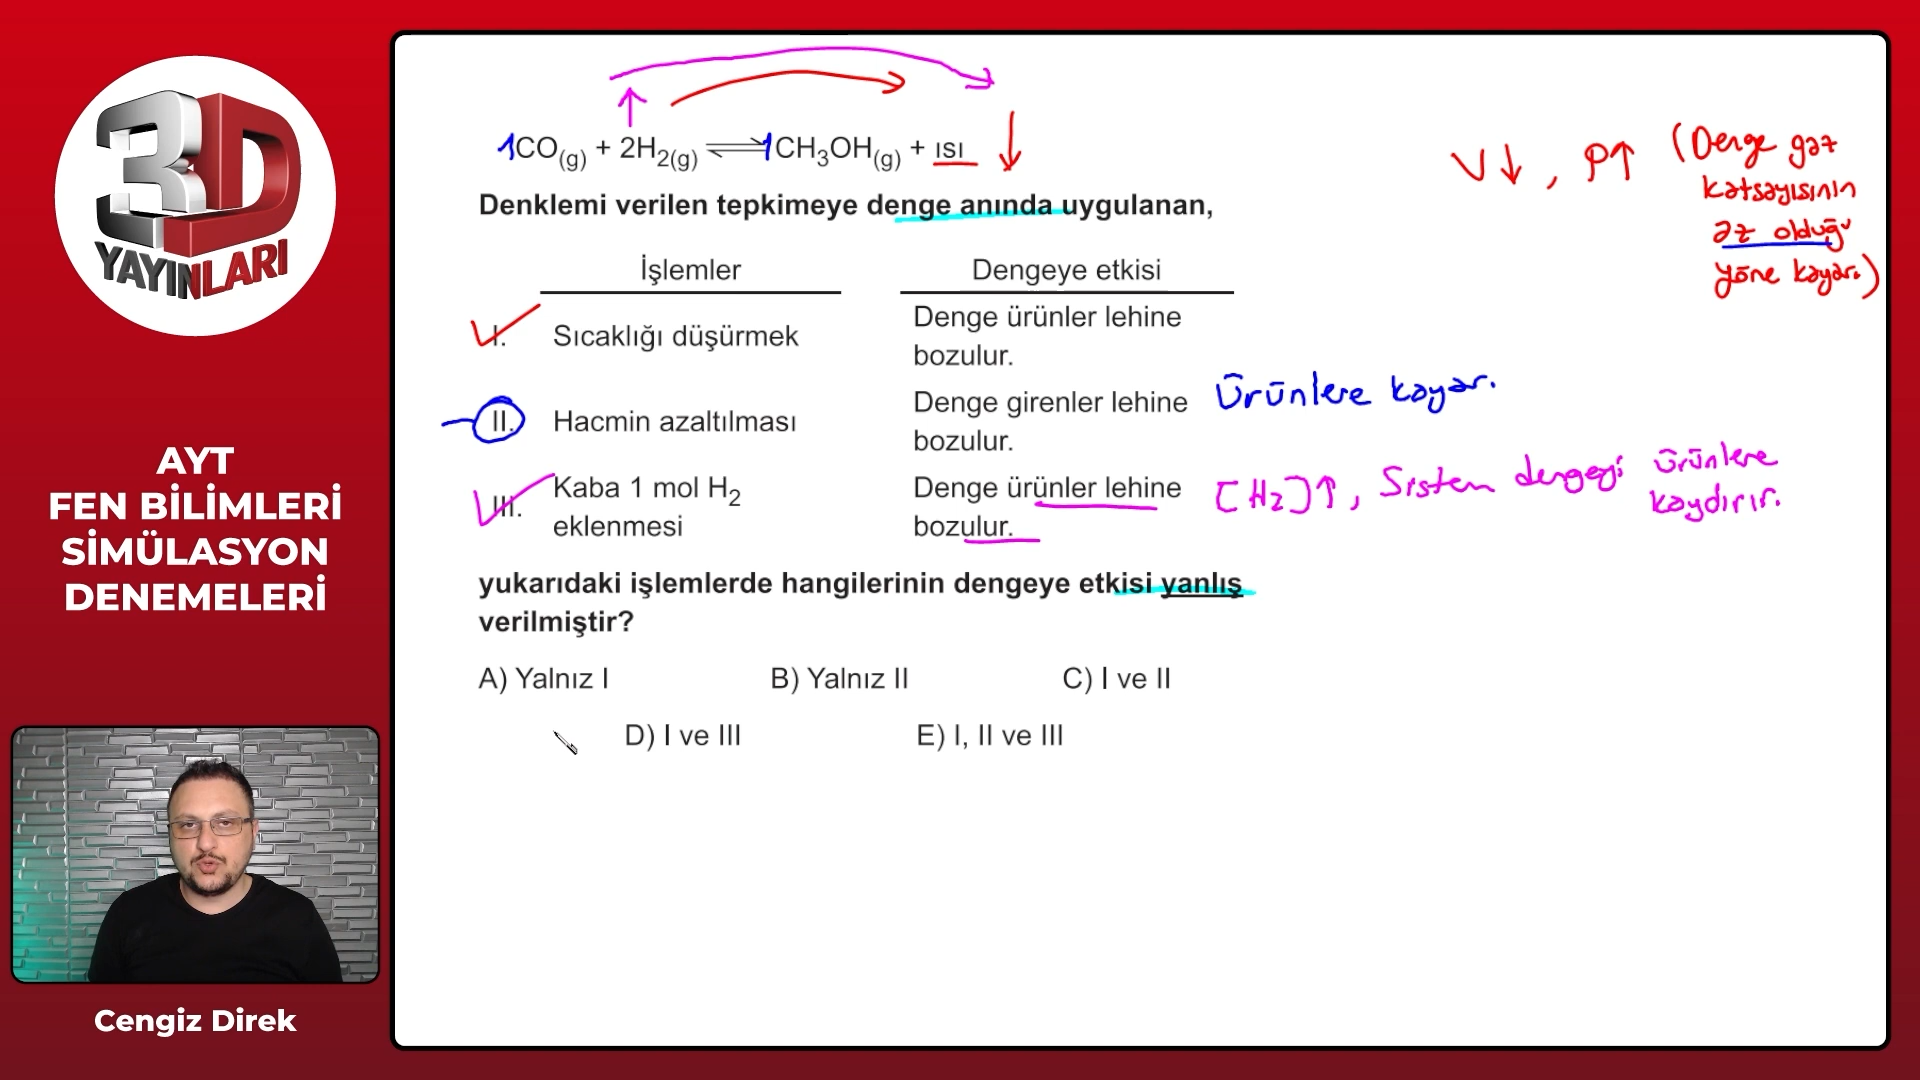 3D
YAYINLARI
AYT
FEN BİLİMLERİ
SİMÜLASYON
DENEMELERİ
Cengiz Direk
1CO(g) + 2H2(g) ⇌ 1CH3OH(g) + ısı ↓
V↓, P↑ (Denge gaz
katsayısının
az olduğu
yöne kayar.)
Denklemi verilen tepkimeye denge anında uygulanan,
İşlemler Dengeye etkisi
I. Sıcaklığı düşürmek Denge ürünler lehine
bozulur.
II. Hacmin azaltılması Denge girenler lehine Ürünlere kayar.
bozulur.
III. Kaba 1 mol H2 Denge ürünler lehine [H2]↑, Sistem dengeyi ürünlere
eklenmesi bozulur. kaydırır.
yukarıdaki işlemlerde hangilerinin dengeye etkisi yanlış
verilmiştir?
A) Yalnız I B) Yalnız II C) I ve II
D) I ve III E) I, II ve III